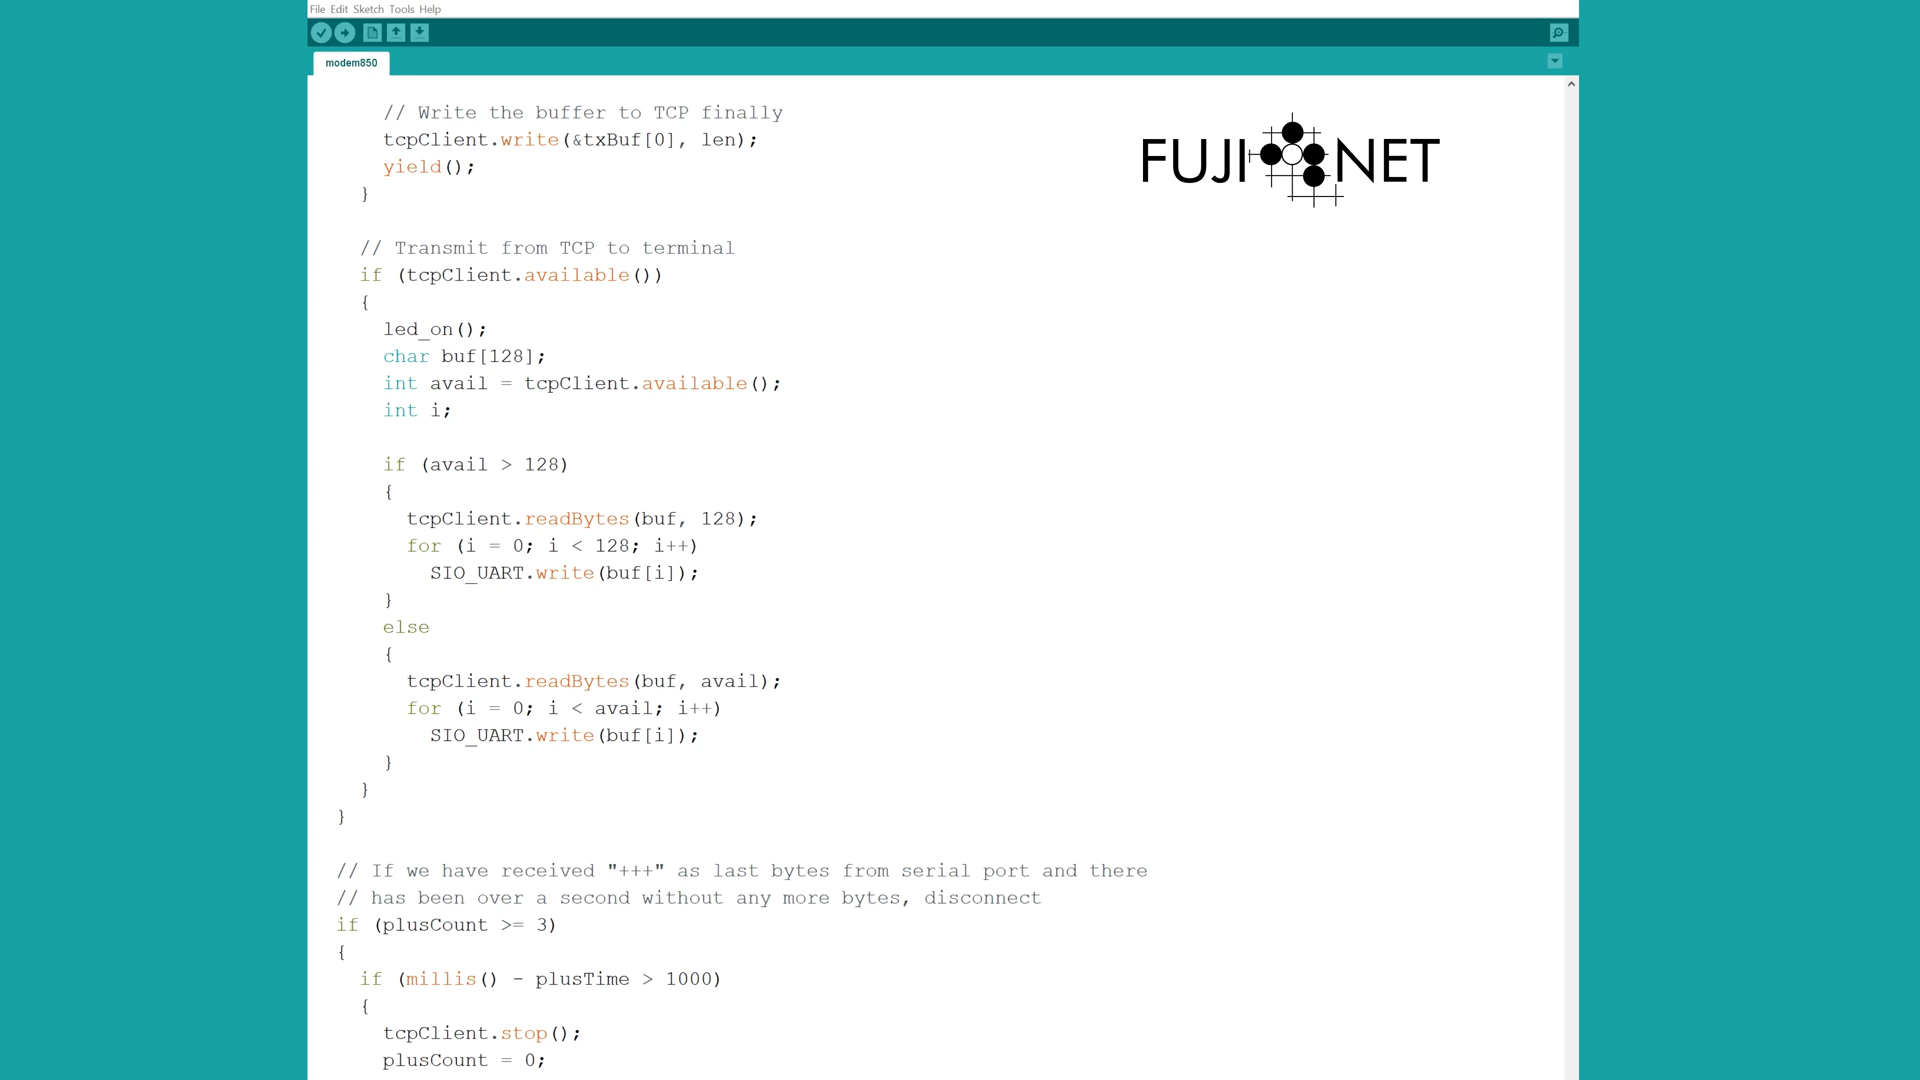 File Edit Sketch Tools Help
modem850
// Write the buffer to TCP finally
tcpClient.write(&txBuf[0], len);
yield();
}
FUJI NET
// Transmit from TCP to terminal
if (tcpClient.available())
{
led_on();
char buf[128];
int avail = tcpClient.available();
int i;
if (avail > 128)
{
tcpClient.readBytes(buf, 128);
for (i = 0; i < 128; i++)
SIO_UART.write(buf[i]);
}
else
{
tcpClient.readBytes(buf, avail);
for (i = 0; i < avail; i++)
SIO_UART.write(buf[i]);
}
}
}
// If we have received "+++" as last bytes from serial port and there
// has been over a second without any more bytes, disconnect
if (plusCount >= 3)
{
if (millis() - plusTime > 1000)
{
tcpClient.stop();
plusCount = 0;